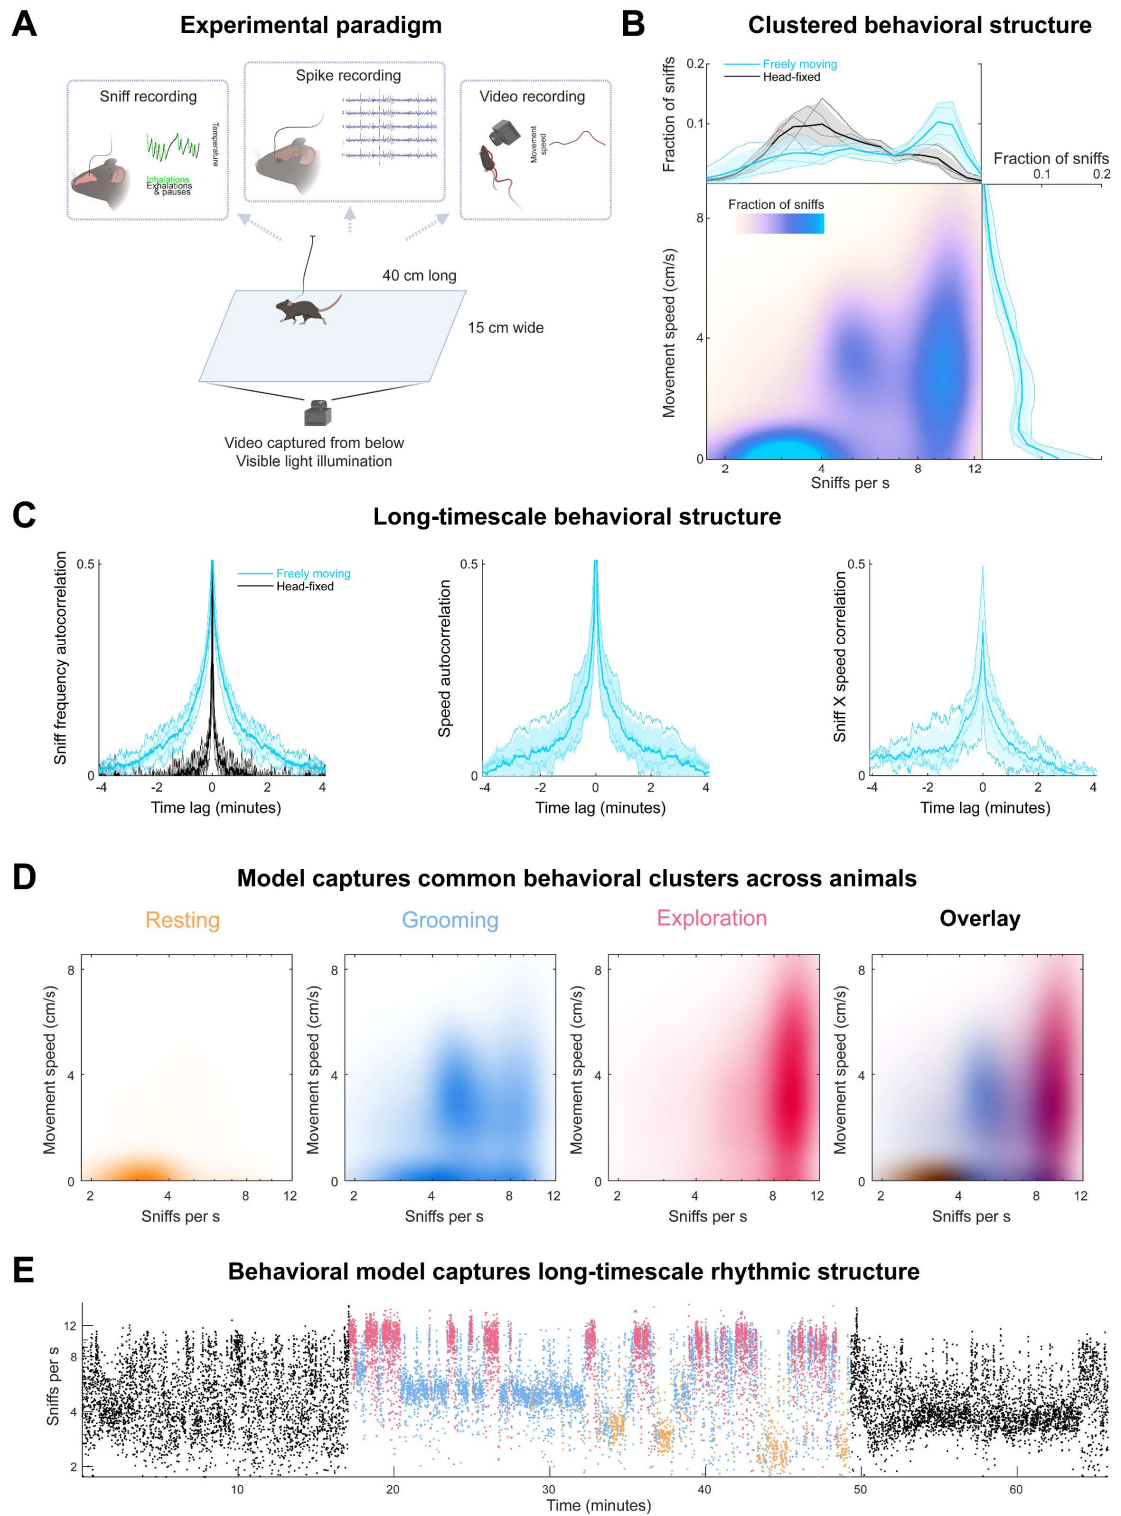 A
Experimental paradigm
Sniff recording
Temperature
Inhalations
Exhalations
& pauses
Spike recording
Video recording
Movement
speed
40 cm long
15 cm wide
Video captured from below
Visible light illumination
B
Clustered behavioral structure
Freely moving
Head-fixed
Fraction of sniffs
0.2
0.1
Fraction of sniffs
0.1
0.2
Fraction of sniffs
Movement speed (cm/s)
8
4
0
2
4
8
12
Sniffs per s
C
Long-timescale behavioral structure
Sniff frequency autocorrelation
0.5
0
Freely moving
Head-fixed
-4
-2
0
2
4
Time lag (minutes)
Speed autocorrelation
0.5
0
-4
-2
0
2
4
Time lag (minutes)
Sniff X speed correlation
0.5
0
-4
-2
0
2
4
Time lag (minutes)
D
Model captures common behavioral clusters across animals
Resting
Movement speed (cm/s)
8
4
0
2
4
8
12
Sniffs per s
Grooming
Movement speed (cm/s)
8
4
0
2
4
8
12
Sniffs per s
Exploration
Movement speed (cm/s)
8
4
0
2
4
8
12
Sniffs per s
Overlay
Movement speed (cm/s)
8
4
0
2
4
8
12
Sniffs per s
E
Behavioral model captures long-timescale rhythmic structure
Sniffs per s
12
8
4
2
10
20
30
40
50
60
Time (minutes)